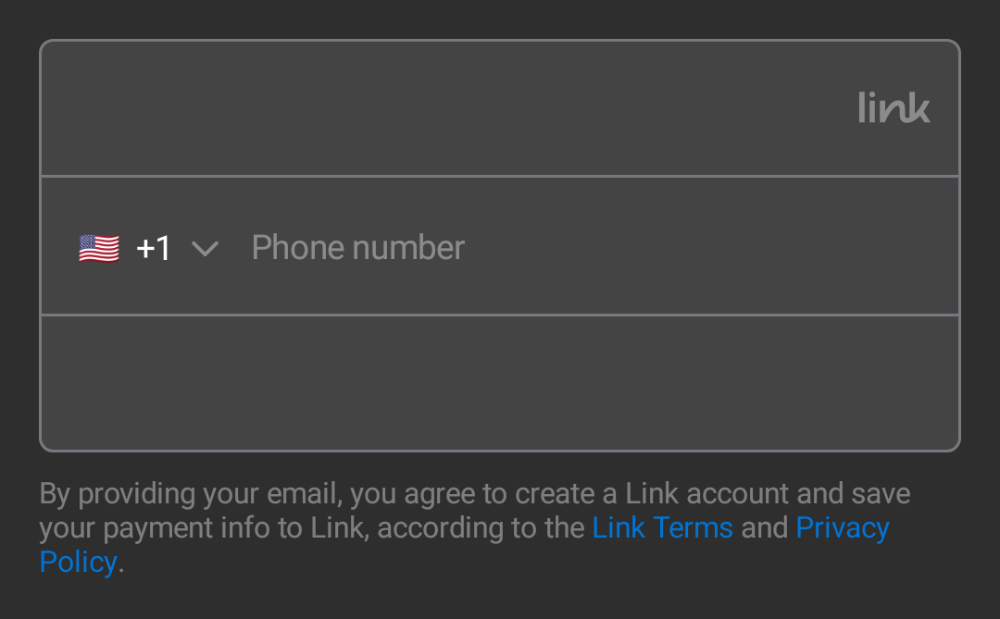 link
+1 Phone number
By providing your email, you agree to create a Link account and save
your payment info to Link, according to the Link Terms and Privacy
Policy.